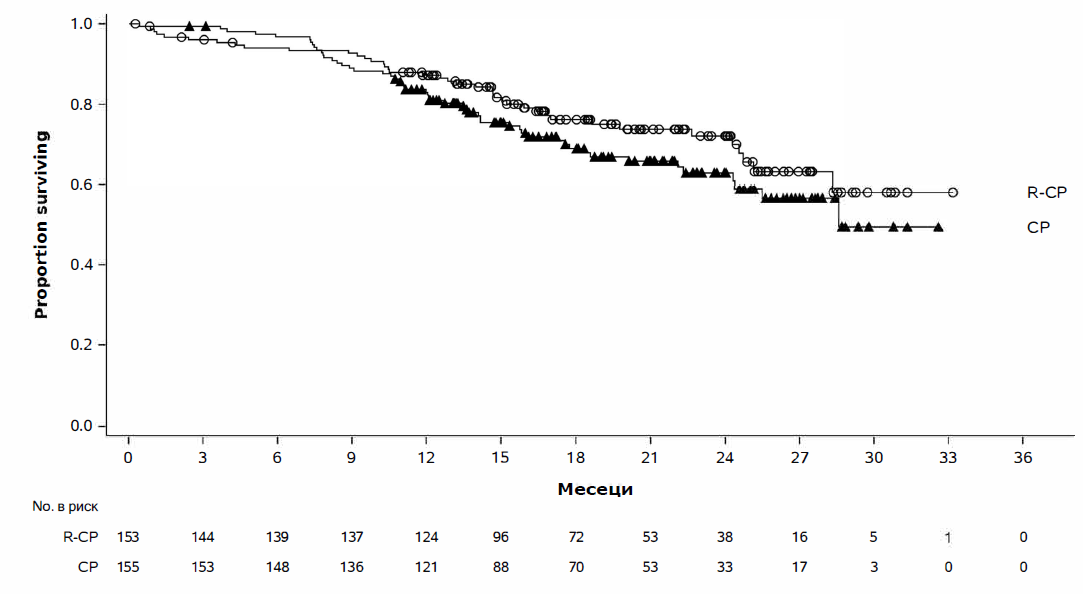 1.0
0.8
0.6
0.4
0.2
0.0
Proportion surviving
R-CP
CP
0 3 6 9 12 15 18 21 24 27 30 33 36
Месеци
No. в риск
R-CP 153 144 139 137 124 96 72 53 38 16 5 1 0
CP 155 153 148 136 121 88 70 53 33 17 3 0 0